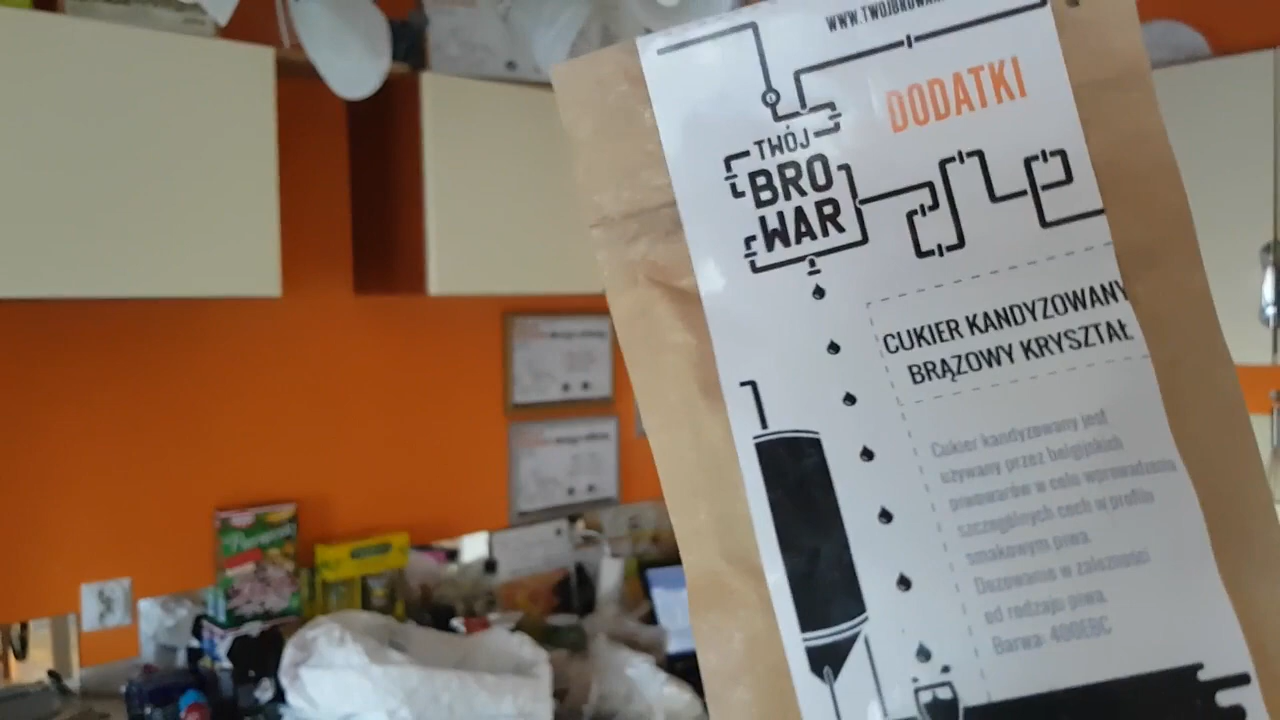 WWW.TWOJBROWAR
DODATKI
TWÓJ
BRO
WAR
CUKIER KANDYZOWANY
BRĄZOWY KRYSZTAŁ
Cukier kandyzowany jest
używany przez belgijskich
piwowarów w celu wprowadzenia
szczególnych cech w profilu
smakowym piwa.
Dozowanie w zależności
od rodzaju piwa.
Barwa: 400EBC